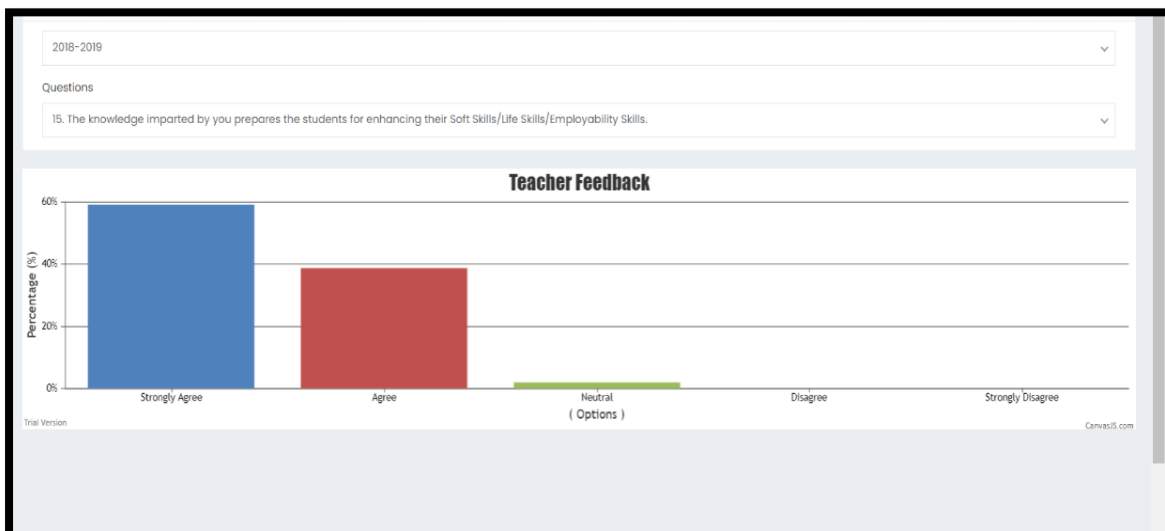 2018-2019
Questions
15. The knowledge imparted by you prepares the students for enhancing their Soft Skills/Life Skills/Employability Skills.
Teacher Feedback
60%
40%
20%
0%
Percentage (%)
Strongly Agree Agree Neutral Disagree Strongly Disagree
( Options )
Trial Version
CanvasJS.com